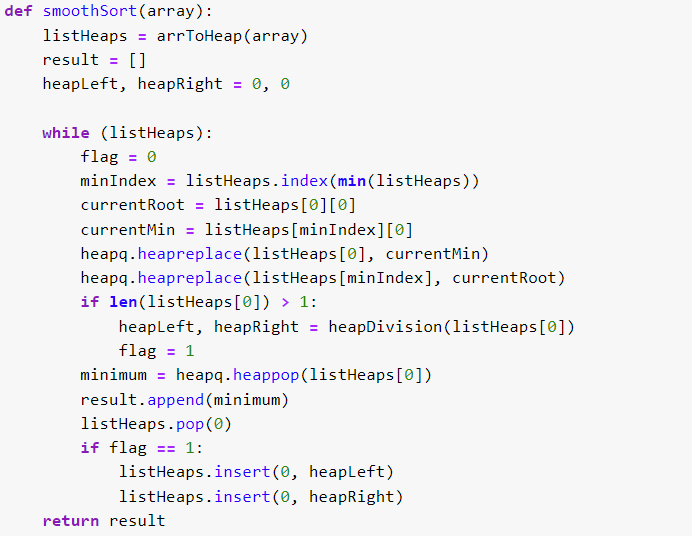 def smoothSort(array):
    listHeaps = arrToHeap(array)
    result = []
    heapLeft, heapRight = 0, 0

    while (listHeaps):
        flag = 0
        minIndex = listHeaps.index(min(listHeaps))
        currentRoot = listHeaps[0][0]
        currentMin = listHeaps[minIndex][0]
        heapq.heapreplace(listHeaps[0], currentMin)
        heapq.heapreplace(listHeaps[minIndex], currentRoot)
        if len(listHeaps[0]) > 1:
            heapLeft, heapRight = heapDivision(listHeaps[0])
            flag = 1
        minimum = heapq.heappop(listHeaps[0])
        result.append(minimum)
        listHeaps.pop(0)
        if flag == 1:
            listHeaps.insert(0, heapLeft)
            listHeaps.insert(0, heapRight)
    return result